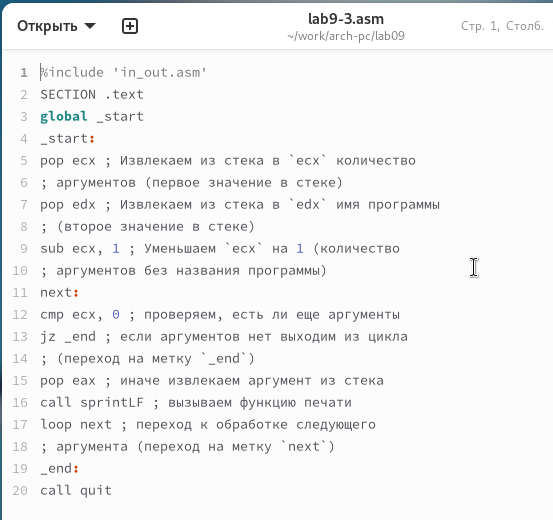 Открыть
lab9-3.asm
~/work/arch-pc/lab09
Стр. 1, Столб.
1 %include 'in_out.asm'
2 SECTION .text
3 global _start
4 _start:
5 pop ecx ; Извлекаем из стека в `ecx` количество
6 ; аргументов (первое значение в стеке)
7 pop edx ; Извлекаем из стека в `edx` имя программы
8 ; (второе значение в стеке)
9 sub ecx, 1 ; Уменьшаем `ecx` на 1 (количество
10 ; аргументов без названия программы)
11 next:
12 cmp ecx, 0 ; проверяем, есть ли еще аргументы
13 jz _end ; если аргументов нет выходим из цикла
14 ; (переход на метку `_end`)
15 pop eax ; иначе извлекаем аргумент из стека
16 call sprintLF ; вызываем функцию печати
17 loop next ; переход к обработке следующего
18 ; аргумента (переход на метку `next`)
19 _end:
20 call quit